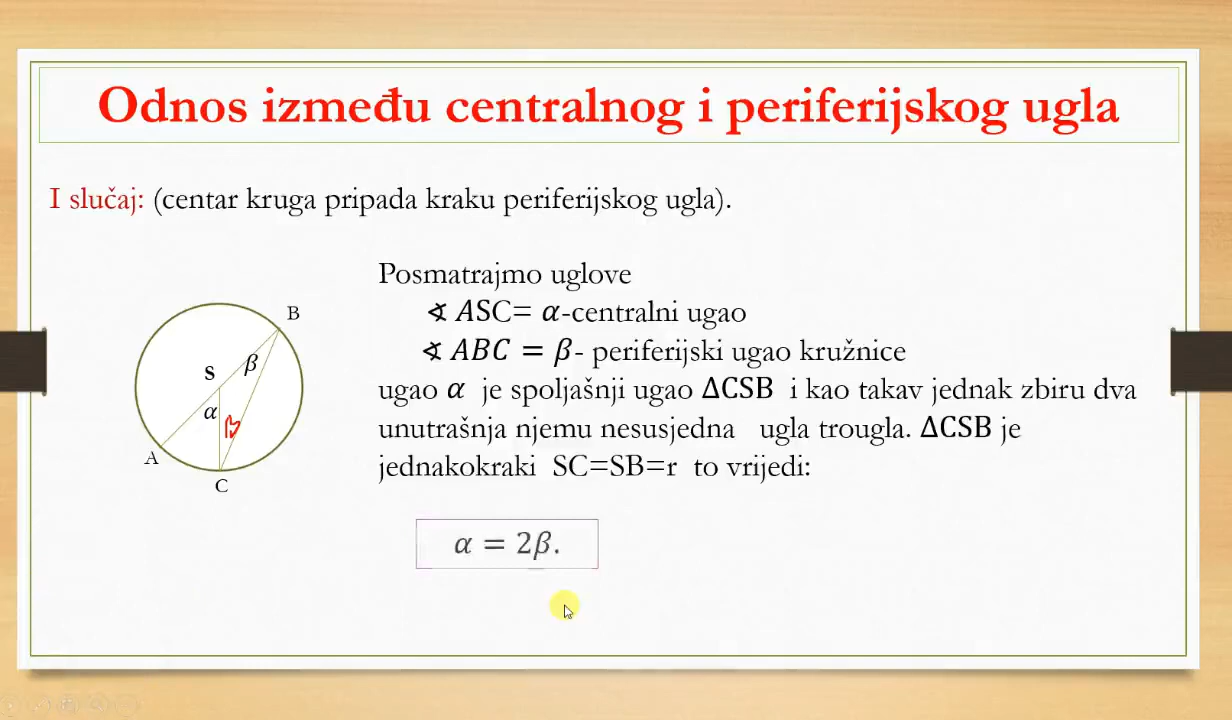 Odnos između centralnog i periferijskog ugla
I slučaj: (centar kruga pripada kraku periferijskog ugla).
Posmatrajmo uglove
∢ ASC= α-centralni ugao
∢ ABC = β- periferijski ugao kružnice
ugao α je spoljašnji ugao ΔCSB i kao takav jednak zbiru dva
unutrašnja njemu nesusjedna ugla trougla. ΔCSB je
jednakokraki SC=SB=r to vrijedi:
α = 2β.
B
β
S
α
β
A
C